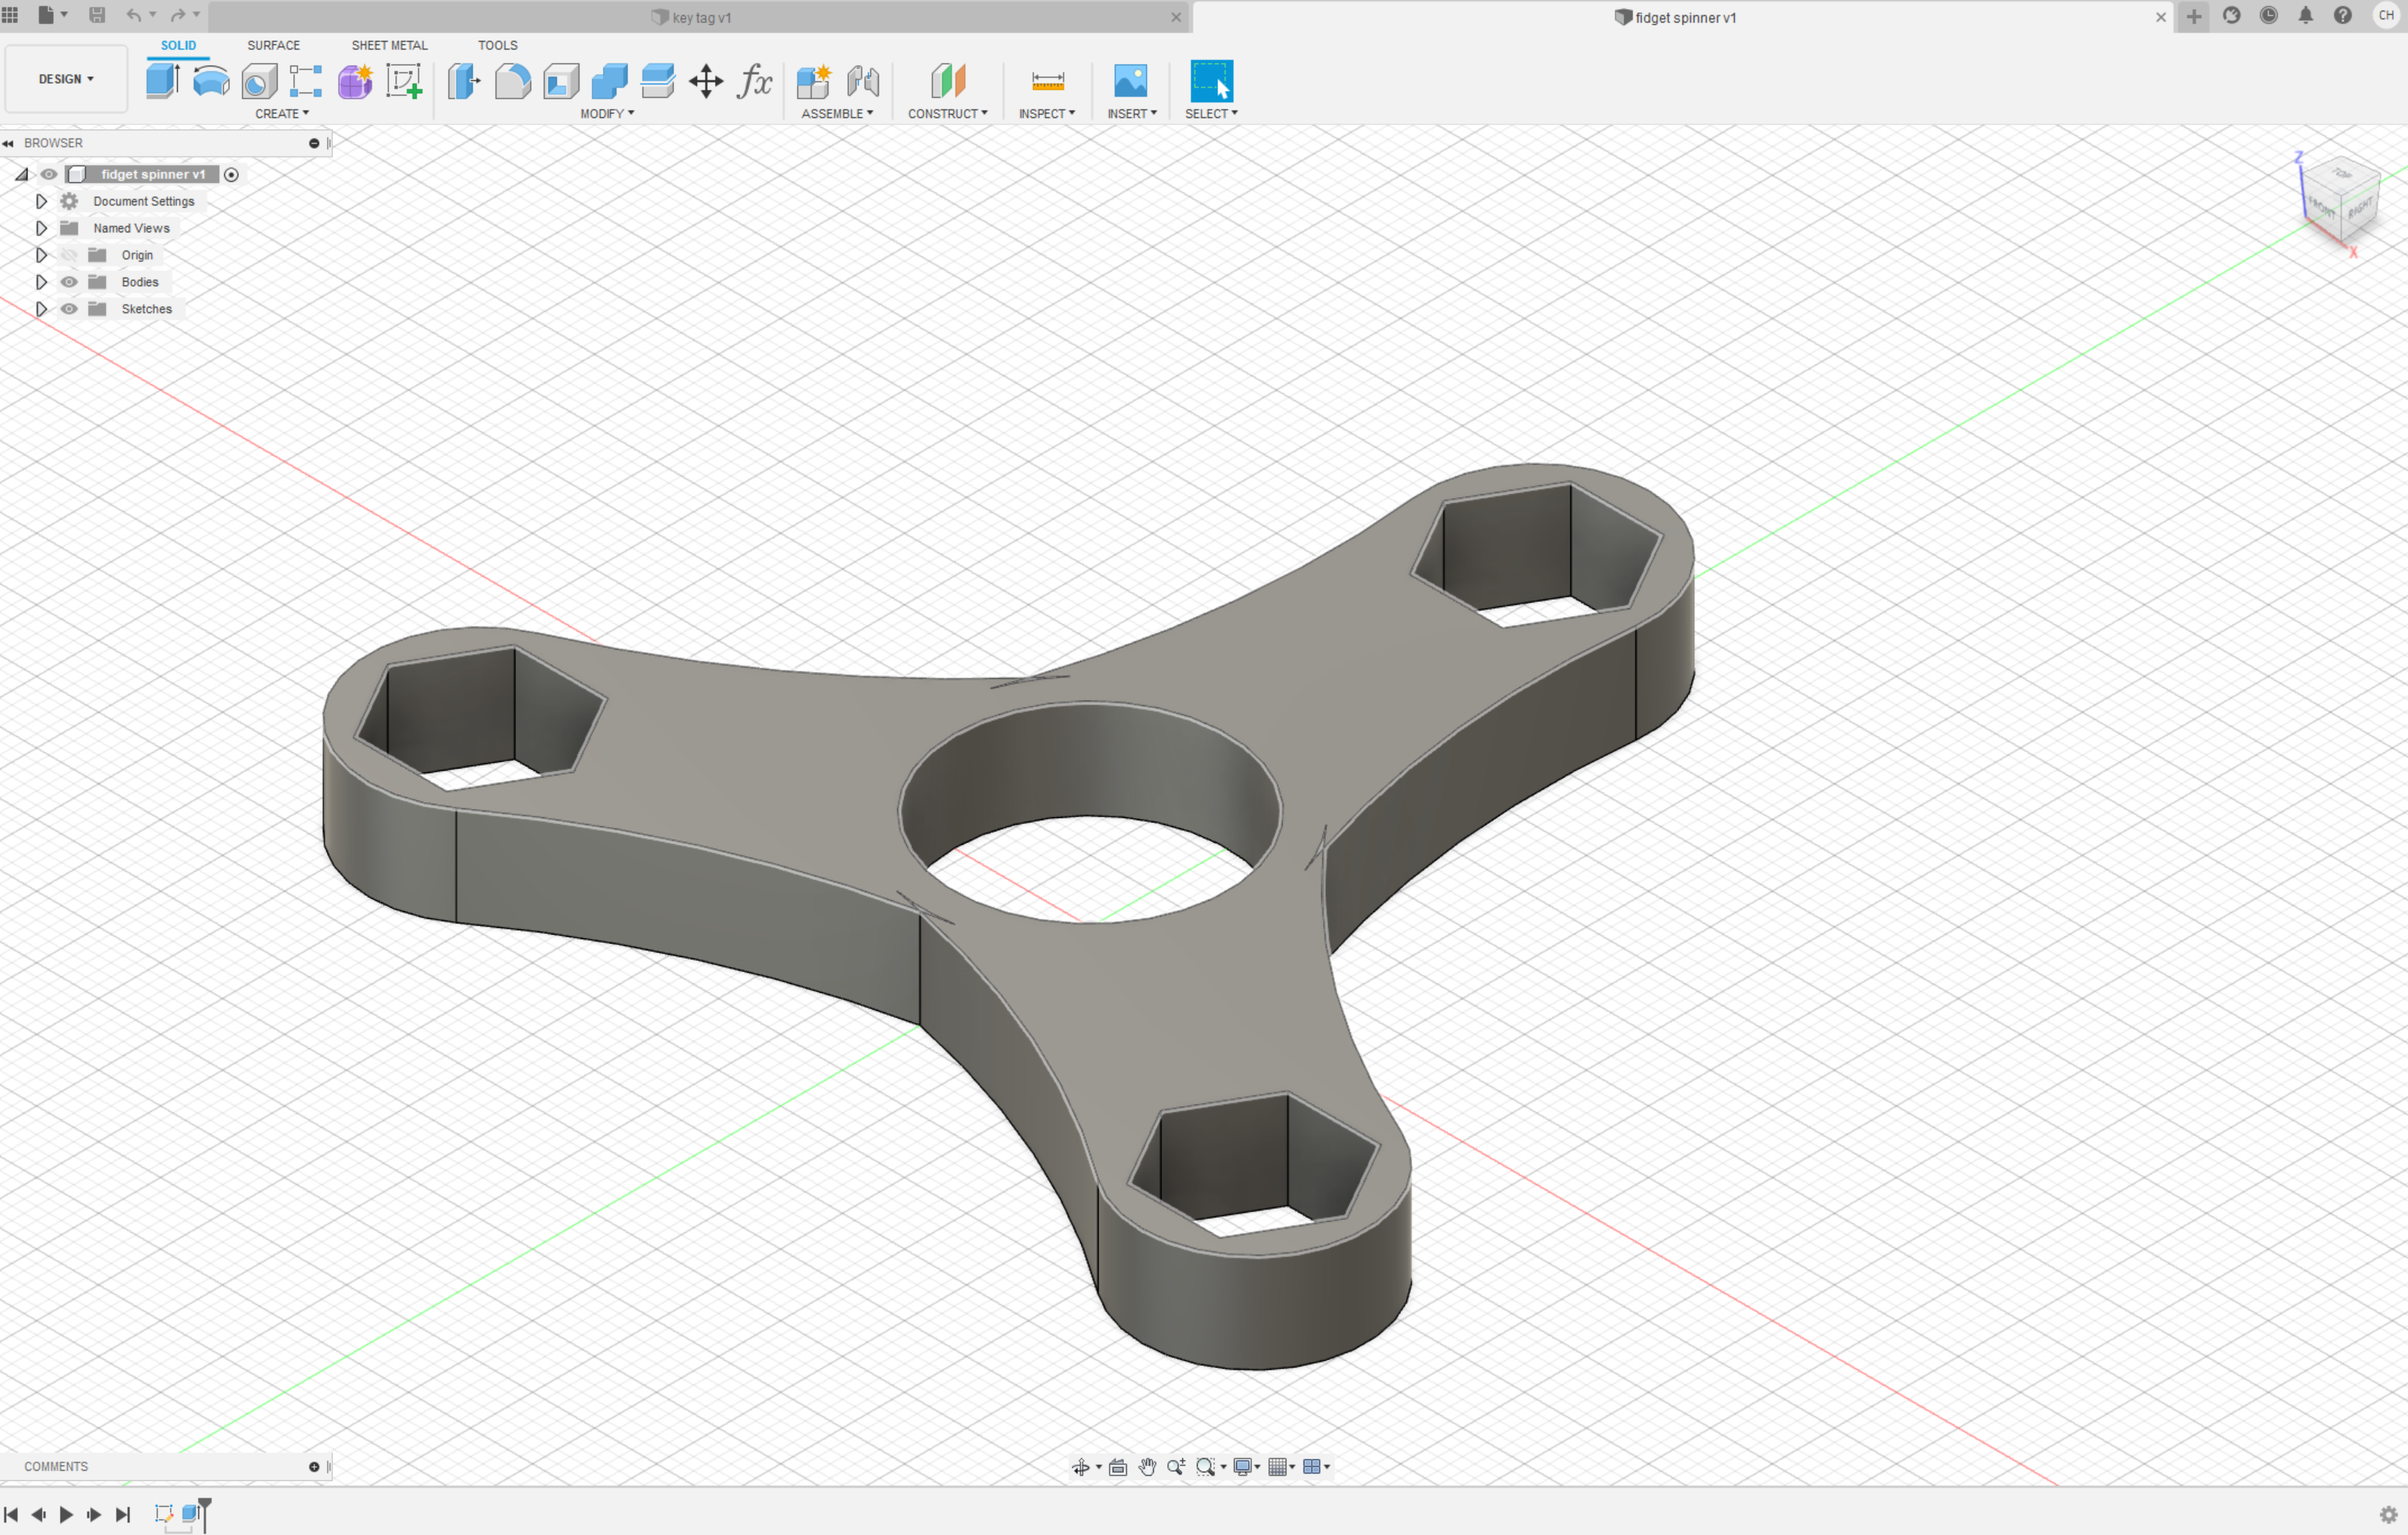 key tag v1
fidget spinner v1
CH
DESIGN
SOLID SURFACE SHEET METAL TOOLS
fx
CREATE MODIFY ASSEMBLE CONSTRUCT INSPECT INSERT SELECT
BROWSER
fidget spinner v1
Document Settings
Named Views
Origin
Bodies
Sketches
Z
TOP
FRONT
RIGHT
X
COMMENTS